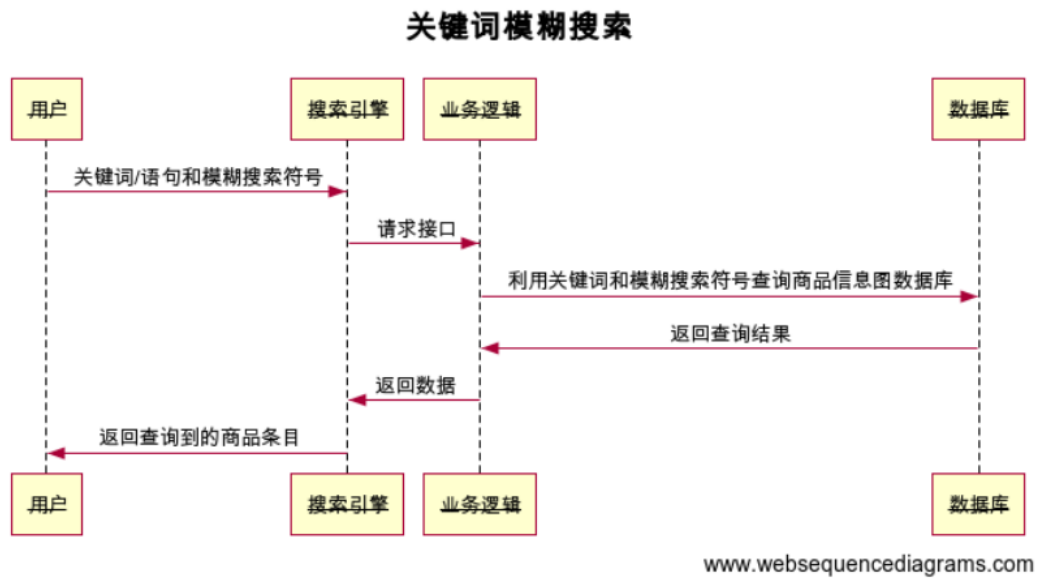 关键词模糊搜索
用户 搜索引擎 业务逻辑 数据库
关键词/语句和模糊搜索符号
请求接口
利用关键词和模糊搜索符号查询商品信息图数据库
返回查询结果
返回数据
返回查询到的商品条目
用户 搜索引擎 业务逻辑 数据库
www.websequencediagrams.com